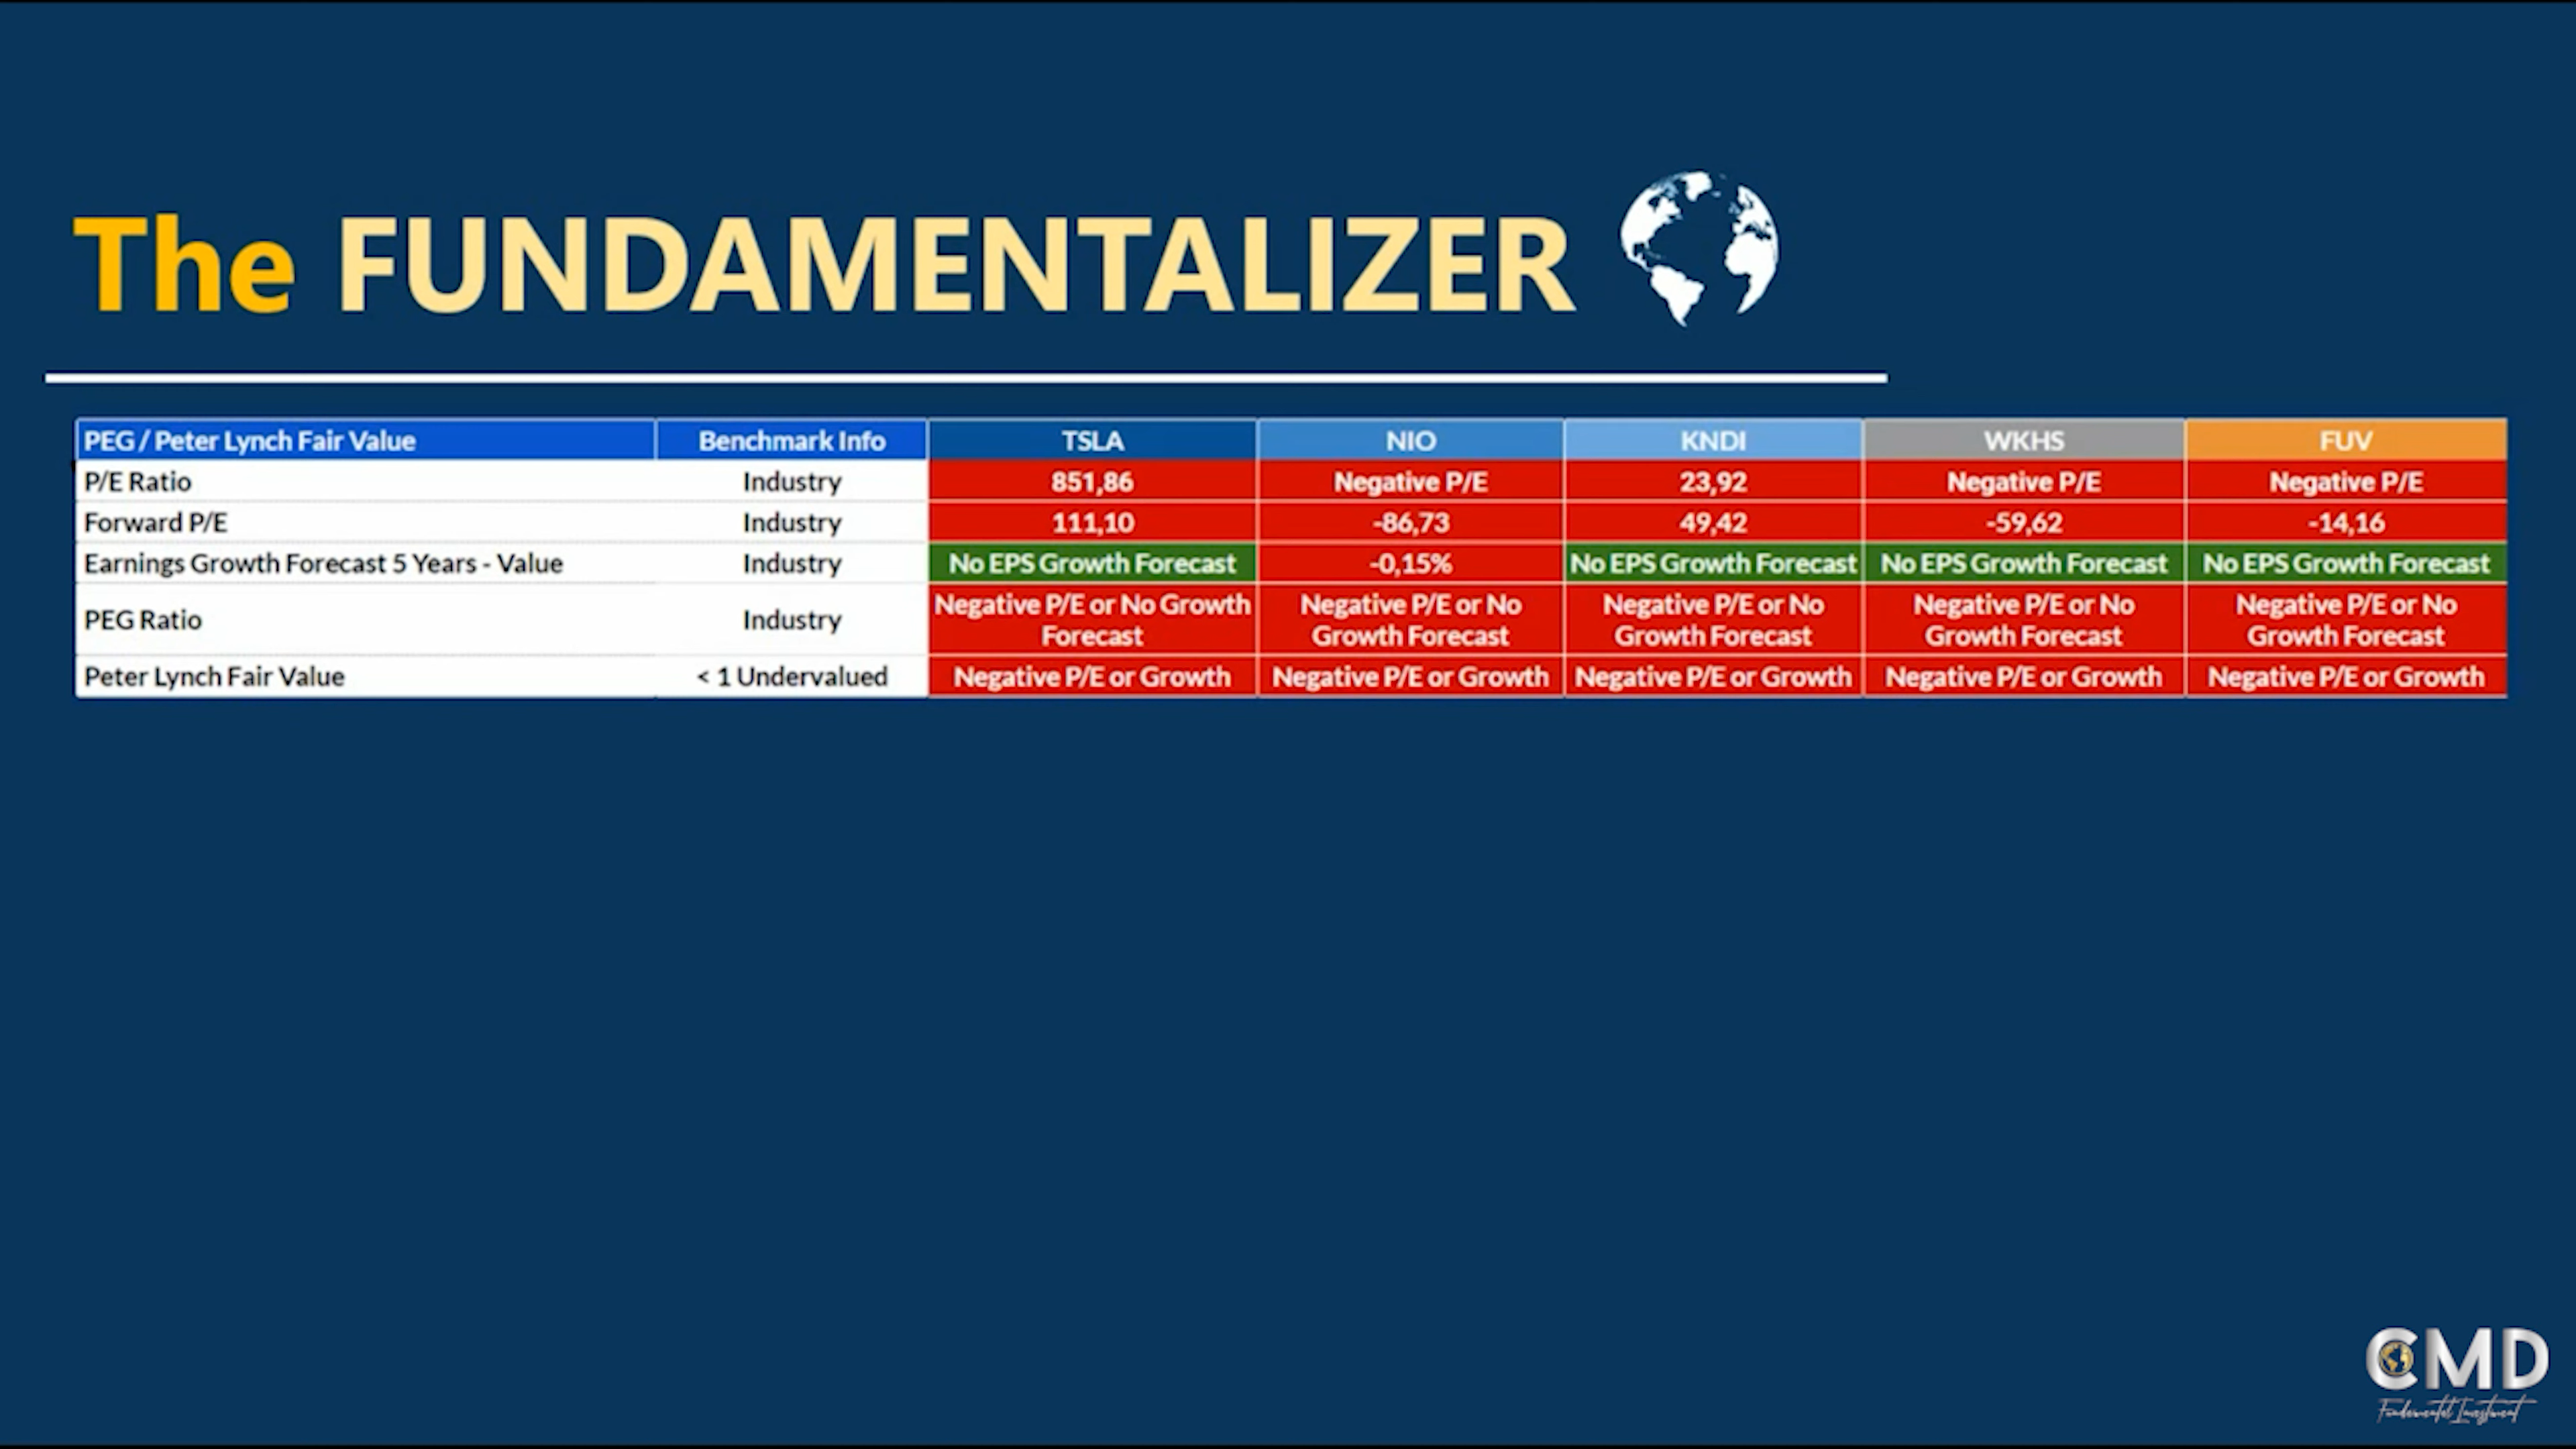 The FUNDAMENTALIZER
PEG / Peter Lynch Fair Value Benchmark Info TSLA NIO KNDI WKHS FUV
P/E Ratio Industry 851,86 Negative P/E 23,92 Negative P/E Negative P/E
Forward P/E Industry 111,10 -86,73 49,42 -59,62 -14,16
Earnings Growth Forecast 5 Years - Value Industry No EPS Growth Forecast -0,15% No EPS Growth Forecast No EPS Growth Forecast No EPS Growth Forecast
PEG Ratio Industry Negative P/E or No Growth Forecast Negative P/E or No Growth Forecast Negative P/E or No Growth Forecast Negative P/E or No Growth Forecast Negative P/E or No Growth Forecast
Peter Lynch Fair Value < 1 Undervalued Negative P/E or Growth Negative P/E or Growth Negative P/E or Growth Negative P/E or Growth Negative P/E or Growth
CMD
Fundamental Investment